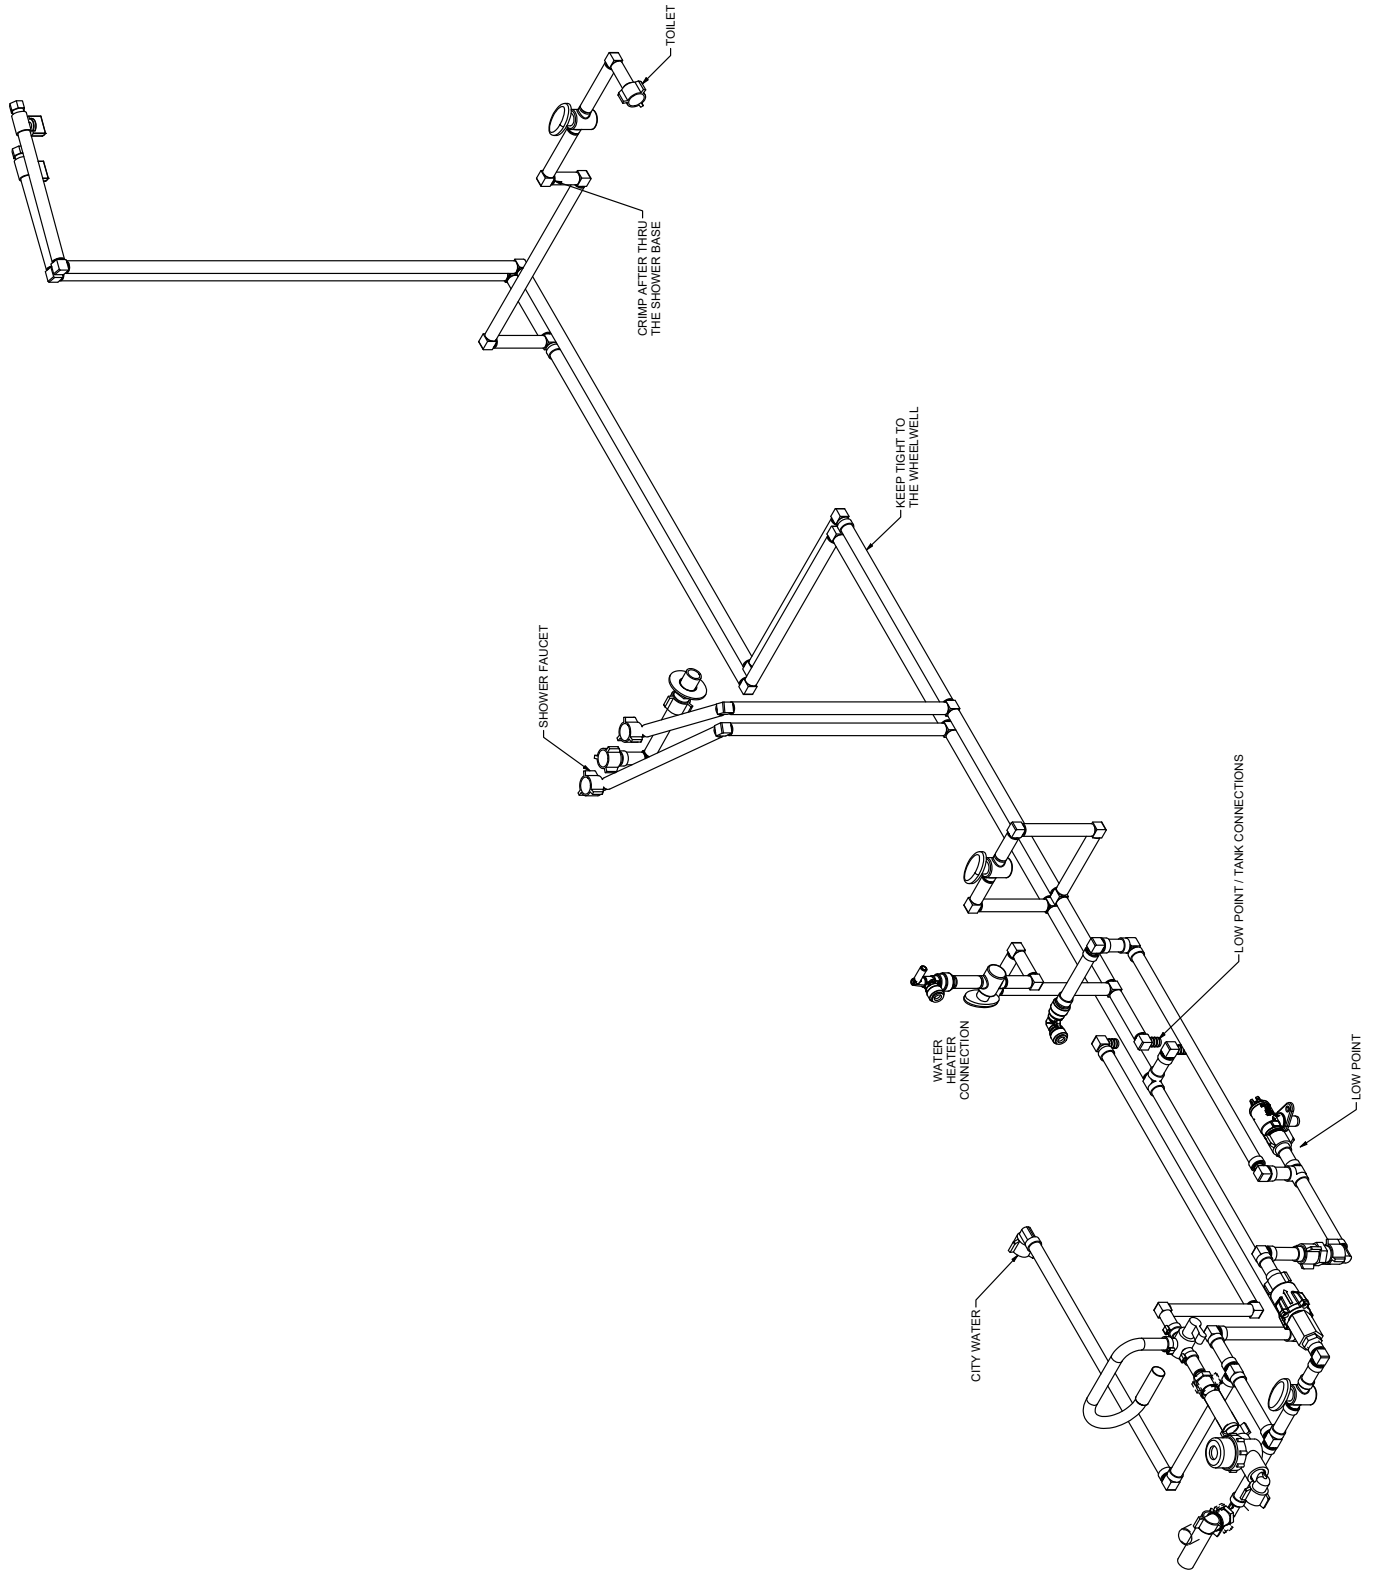 TOILET
CRIMP AFTER THRU
THE SHOWER BASE
KEEP TIGHT TO
THE WHEELWELL
SHOWER FAUCET
LOW POINT / TANK CONNECTIONS
WATER
HEATER
CONNECTION
LOW POINT
CITY WATER